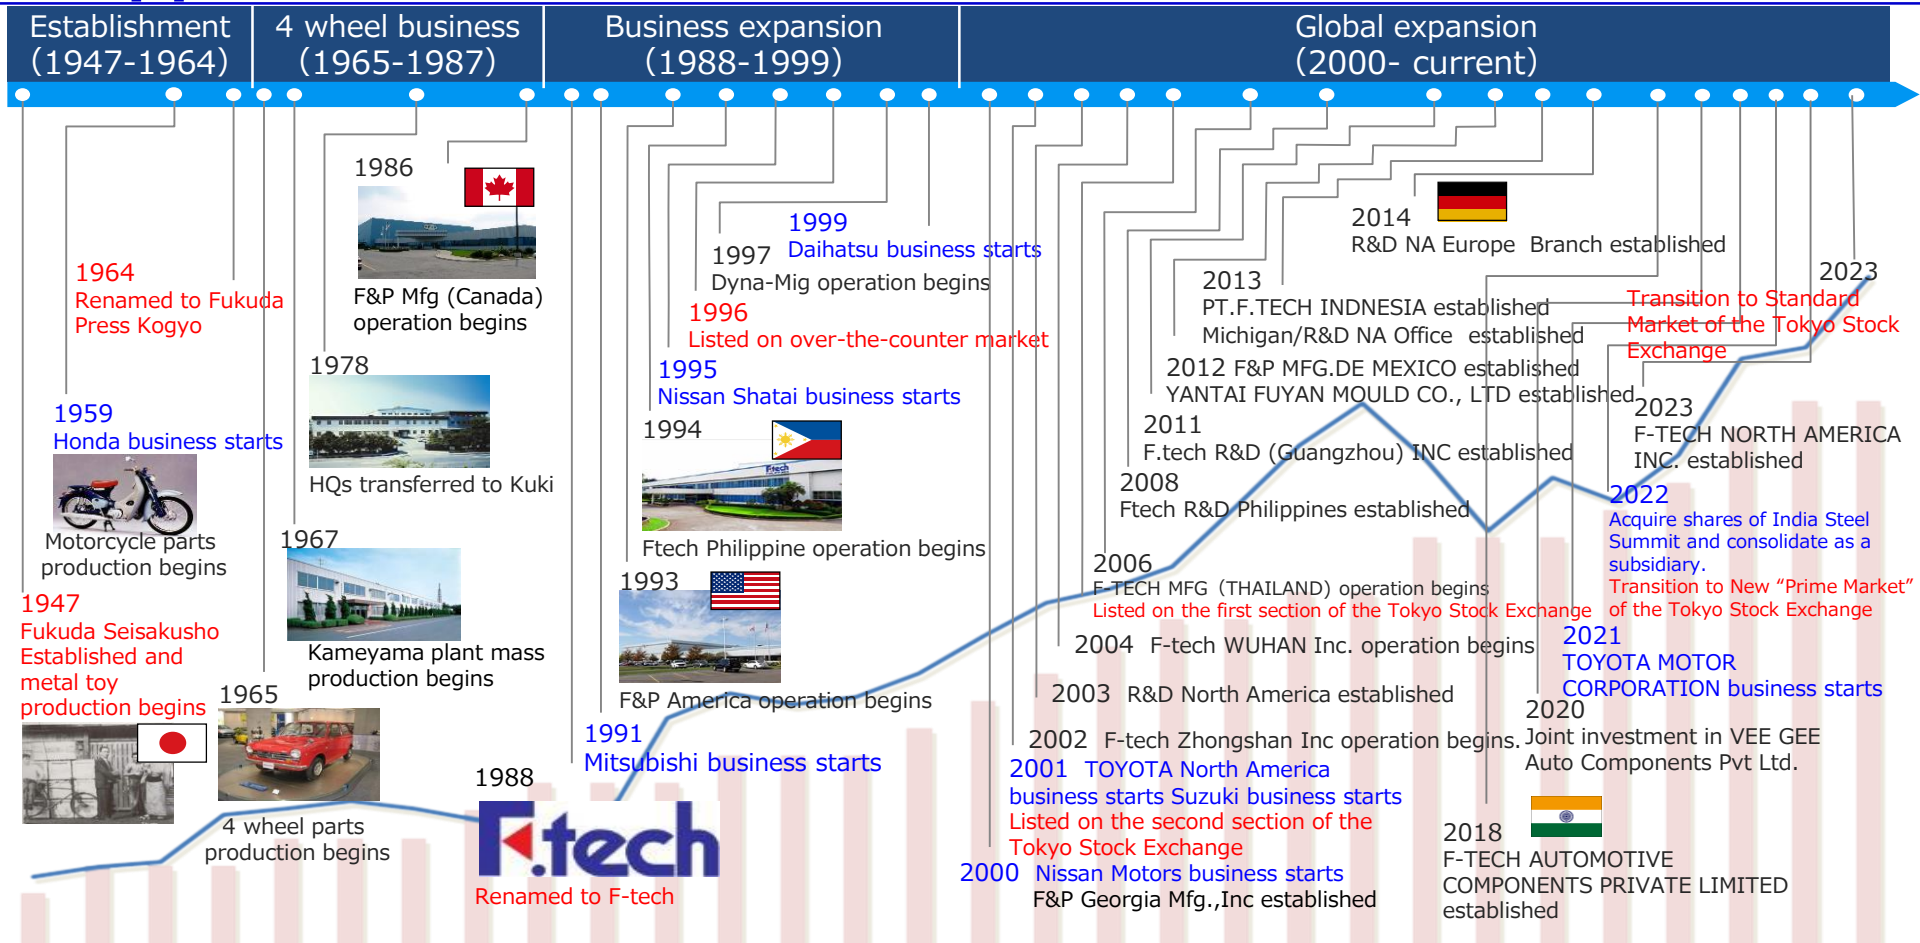 Establishment
(1947-1964)
4 wheel business
(1965-1987)
Business expansion
(1988-1999)
Global expansion
(2000- current)
1964
Renamed to Fukuda
Press Kogyo
1959
Honda business starts
Motorcycle parts
production begins
1947
Fukuda Seisakusho
Established and
metal toy
production begins
1986
F&P Mfg (Canada)
operation begins
1978
HQs transferred to Kuki
1967
Kameyama plant mass
production begins
1965
4 wheel parts
production begins
1988
F.tech
Renamed to F-tech
1999
Daihatsu business starts
1997
Dyna-Mig operation begins
1996
Listed on over-the-counter market
1995
Nissan Shatai business starts
1994
F.tech
Ftech Philippine operation begins
1993
F&P America operation begins
1991
Mitsubishi business starts
2014
R&D NA Europe Branch established
2013
PT.F.TECH INDNESIA established
Michigan/R&D NA Office established
2012 F&P MFG.DE MEXICO established
YANTAI FUYAN MOULD CO., LTD established
2011
F.tech R&D (Guangzhou) INC established
2008
Ftech R&D Philippines established
2006
F-TECH MFG (THAILAND) operation begins
Listed on the first section of the Tokyo Stock Exchange
2004 F-tech WUHAN Inc. operation begins
2003 R&D North America established
2002 F-tech Zhongshan Inc operation begins.
2001 TOYOTA North America
business starts Suzuki business starts
Listed on the second section of the
Tokyo Stock Exchange
2000 Nissan Motors business starts
F&P Georgia Mfg.,Inc established
2023
Transition to Standard
Market of the Tokyo Stock
Exchange
2023
F-TECH NORTH AMERICA
INC. established
2022
Acquire shares of India Steel
Summit and consolidate as a
subsidiary.
Transition to New “Prime Market”
of the Tokyo Stock Exchange
2021
TOYOTA MOTOR
CORPORATION business starts
2020
Joint investment in VEE GEE
Auto Components Pvt Ltd.
2018
F-TECH AUTOMOTIVE
COMPONENTS PRIVATE LIMITED
established